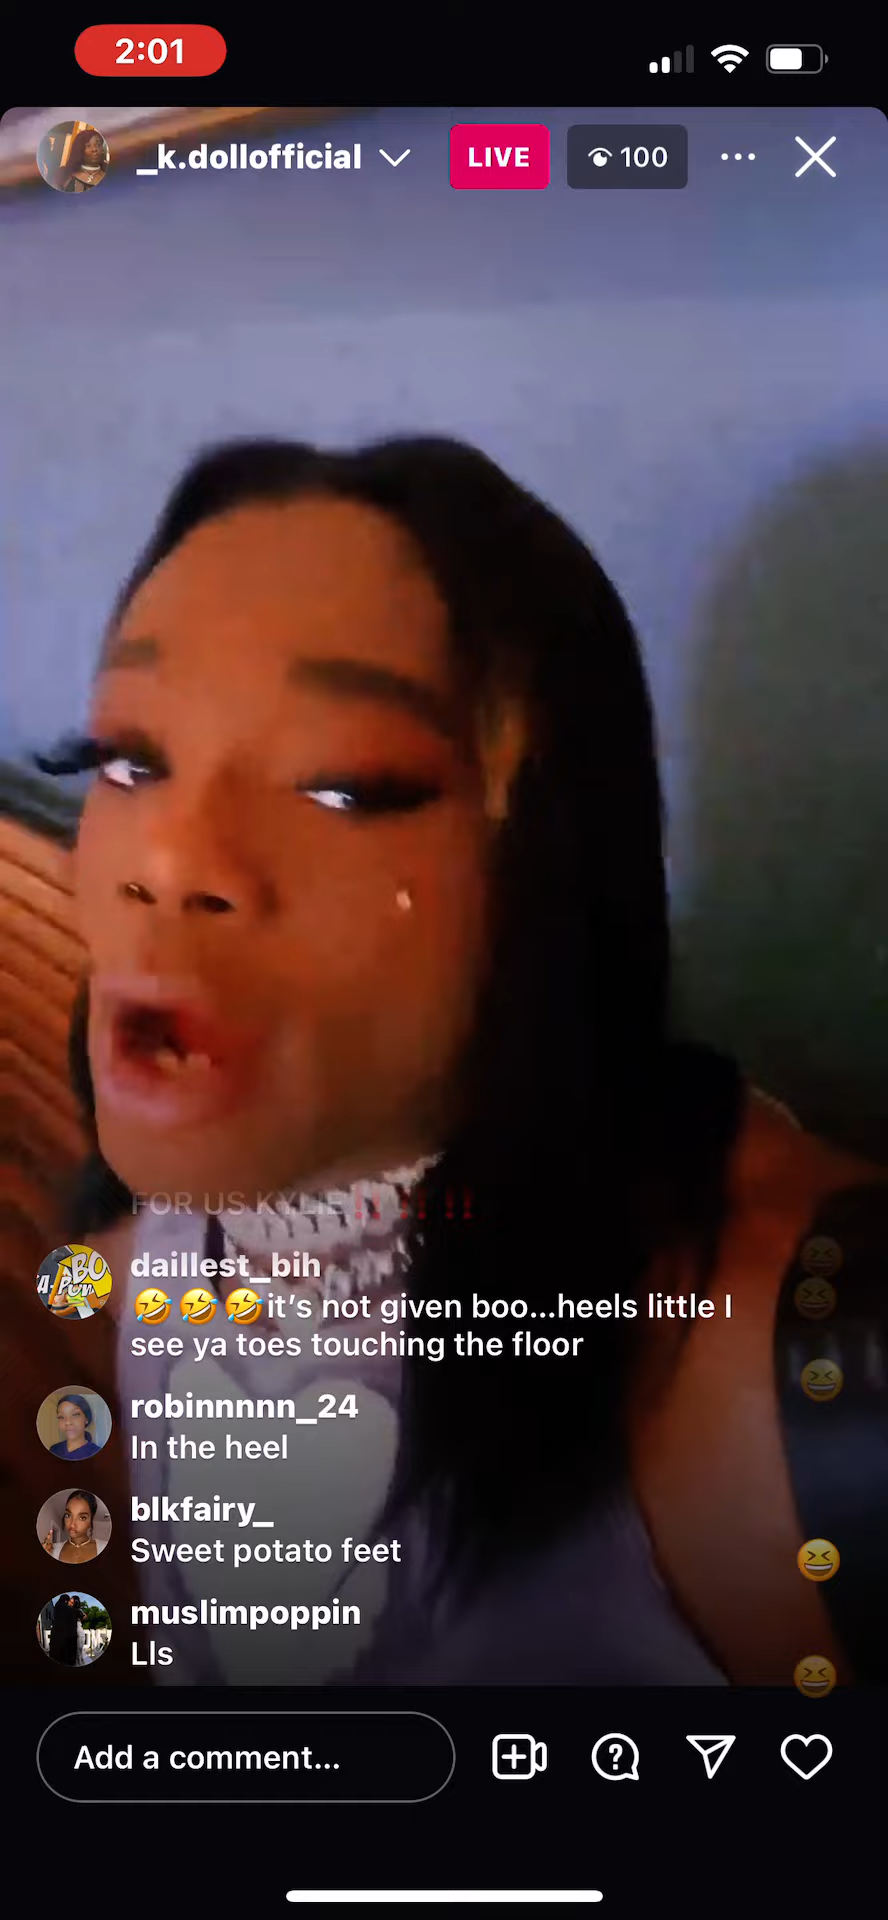 2:01
_k.dollofficial
LIVE
100
FOR US KYLIE‼️‼️‼️
daillest_bih
🤣🤣🤣it’s not given boo...heels little I
see ya toes touching the floor
robinnnnn_24
In the heel
blkfairy_
Sweet potato feet
muslimpoppin
Lls
Add a comment...